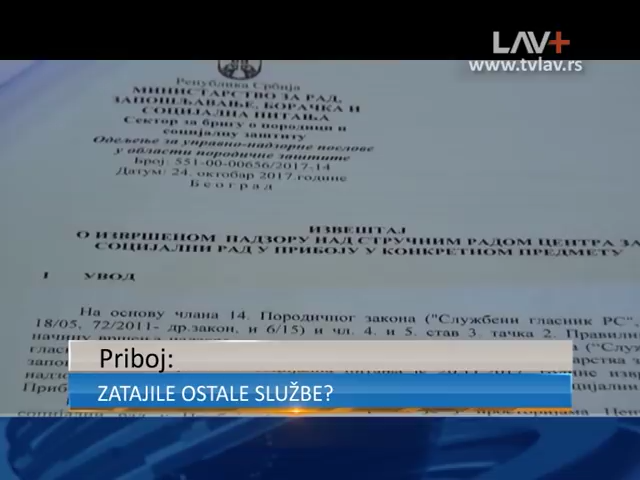 LAV+
www.tvlav.rs
Република Србија
МИНИСТАРСТВО ЗА РАД,
ЗАПОШЉАВАЊЕ, БОРАЧКА И
СОЦИЈАЛНА ПИТАЊА
Сектор за бригу о породици и
социјалну заштиту
Одељење за управно-надзорне послове
у области породичне заштите
Број: 551-00-00656/2017-14
Датум: 24. октобар 2017.године
Београд
ИЗВЕШТАЈ
О ИЗВРШЕНОМ НАДЗОРУ НАД СТРУЧНИМ РАДОМ ЦЕНТРА ЗА
СОЦИЈАЛНИ РАД У ПРИБОЈУ У КОНКРЕТНОМ ПРЕДМЕТУ
I УВОД
На основу члана 14. Породичног закона ("Службени гласник РС",
18/05, 72/2011- др.закон. и 6/15) и чл. 4. и 5. став 3. тачка 2.
Priboj:
ZATAJILE OSTALE SLUŽBE?